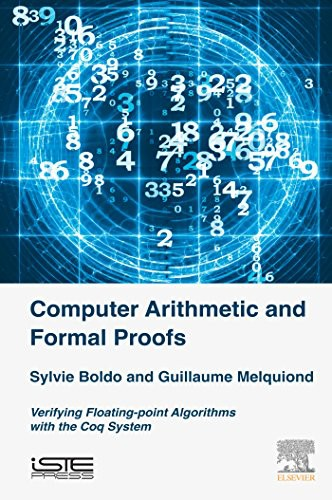 Computer Arithmetic and
Formal Proofs
Sylvie Boldo and Guillaume Melquiond
Verifying Floating-point Algorithms
with the Coq System
iSTE
PRESS
ELSEVIER